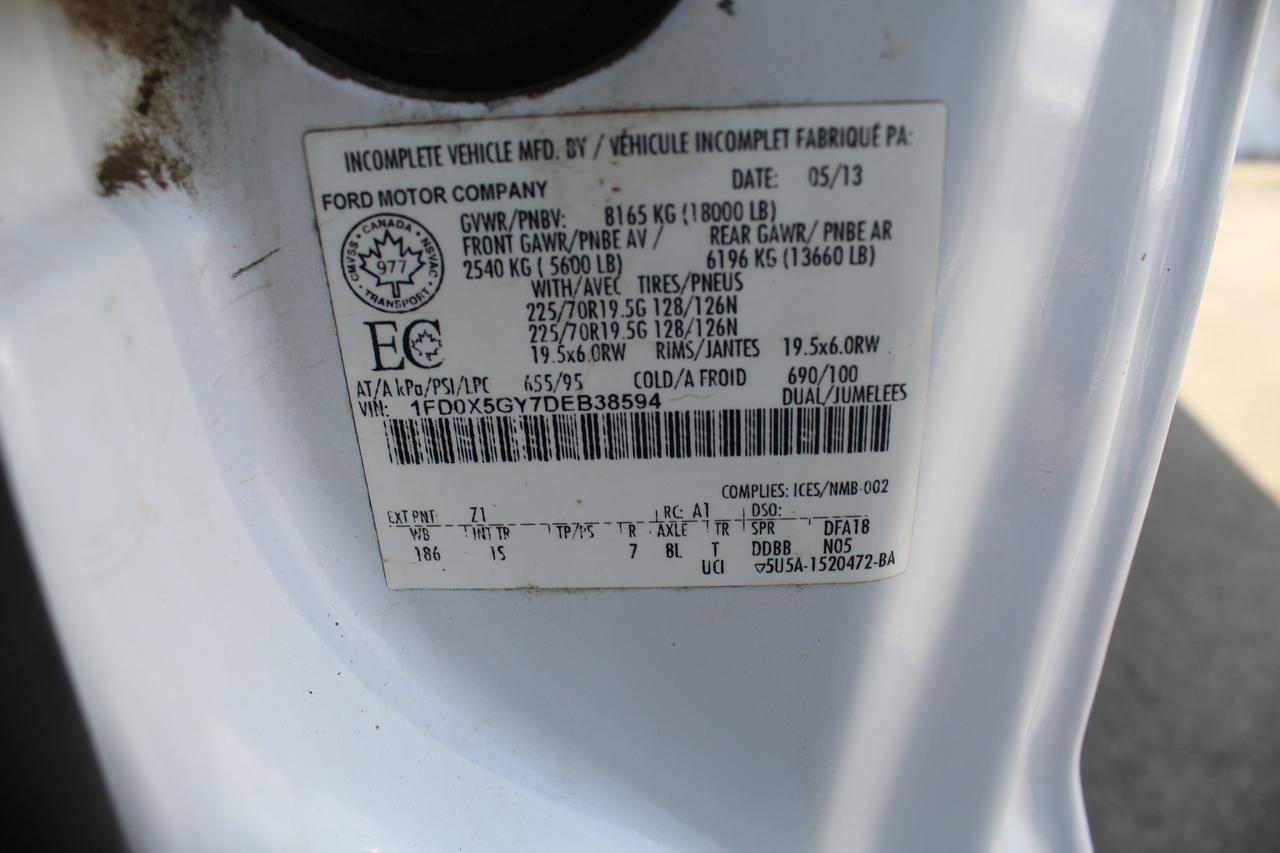 INCOMPLETE VEHICLE MFD. BY / VÉHICULE INCOMPLET FABRIQUÉ PA:
FORD MOTOR COMPANY
DATE: 05/13
GVWR/PNBV: 8165 KG (18000 LB)
FRONT GAWR/PNBE AV / REAR GAWR/ PNBE AR
2540 KG ( 5600 LB) 6196 KG (13660 LB)
CMVSS · CANADA · NSVAC · TRANSPORT ·
977
WITH/AVEC TIRES/PNEUS
225/70R19.5G 128/126N
225/70R19.5G 128/126N
EC
19.5x6.0RW RIMS/JANTES 19.5x6.0RW
AT/A kPa/PSI/LPC 655/95 COLD/A FROID 690/100
VIN: 1FD0X5GY7DEB38594 DUAL/JUMELEES
COMPLIES: ICES/NMB-002
EXT PNT: Z1 RC: A1 DSO:
WB INT TR TP/PS R AXLE TR SPR DFA18
186 IS 7 8L T DDBB N05
UCI ▽5U5A-1520472-BA